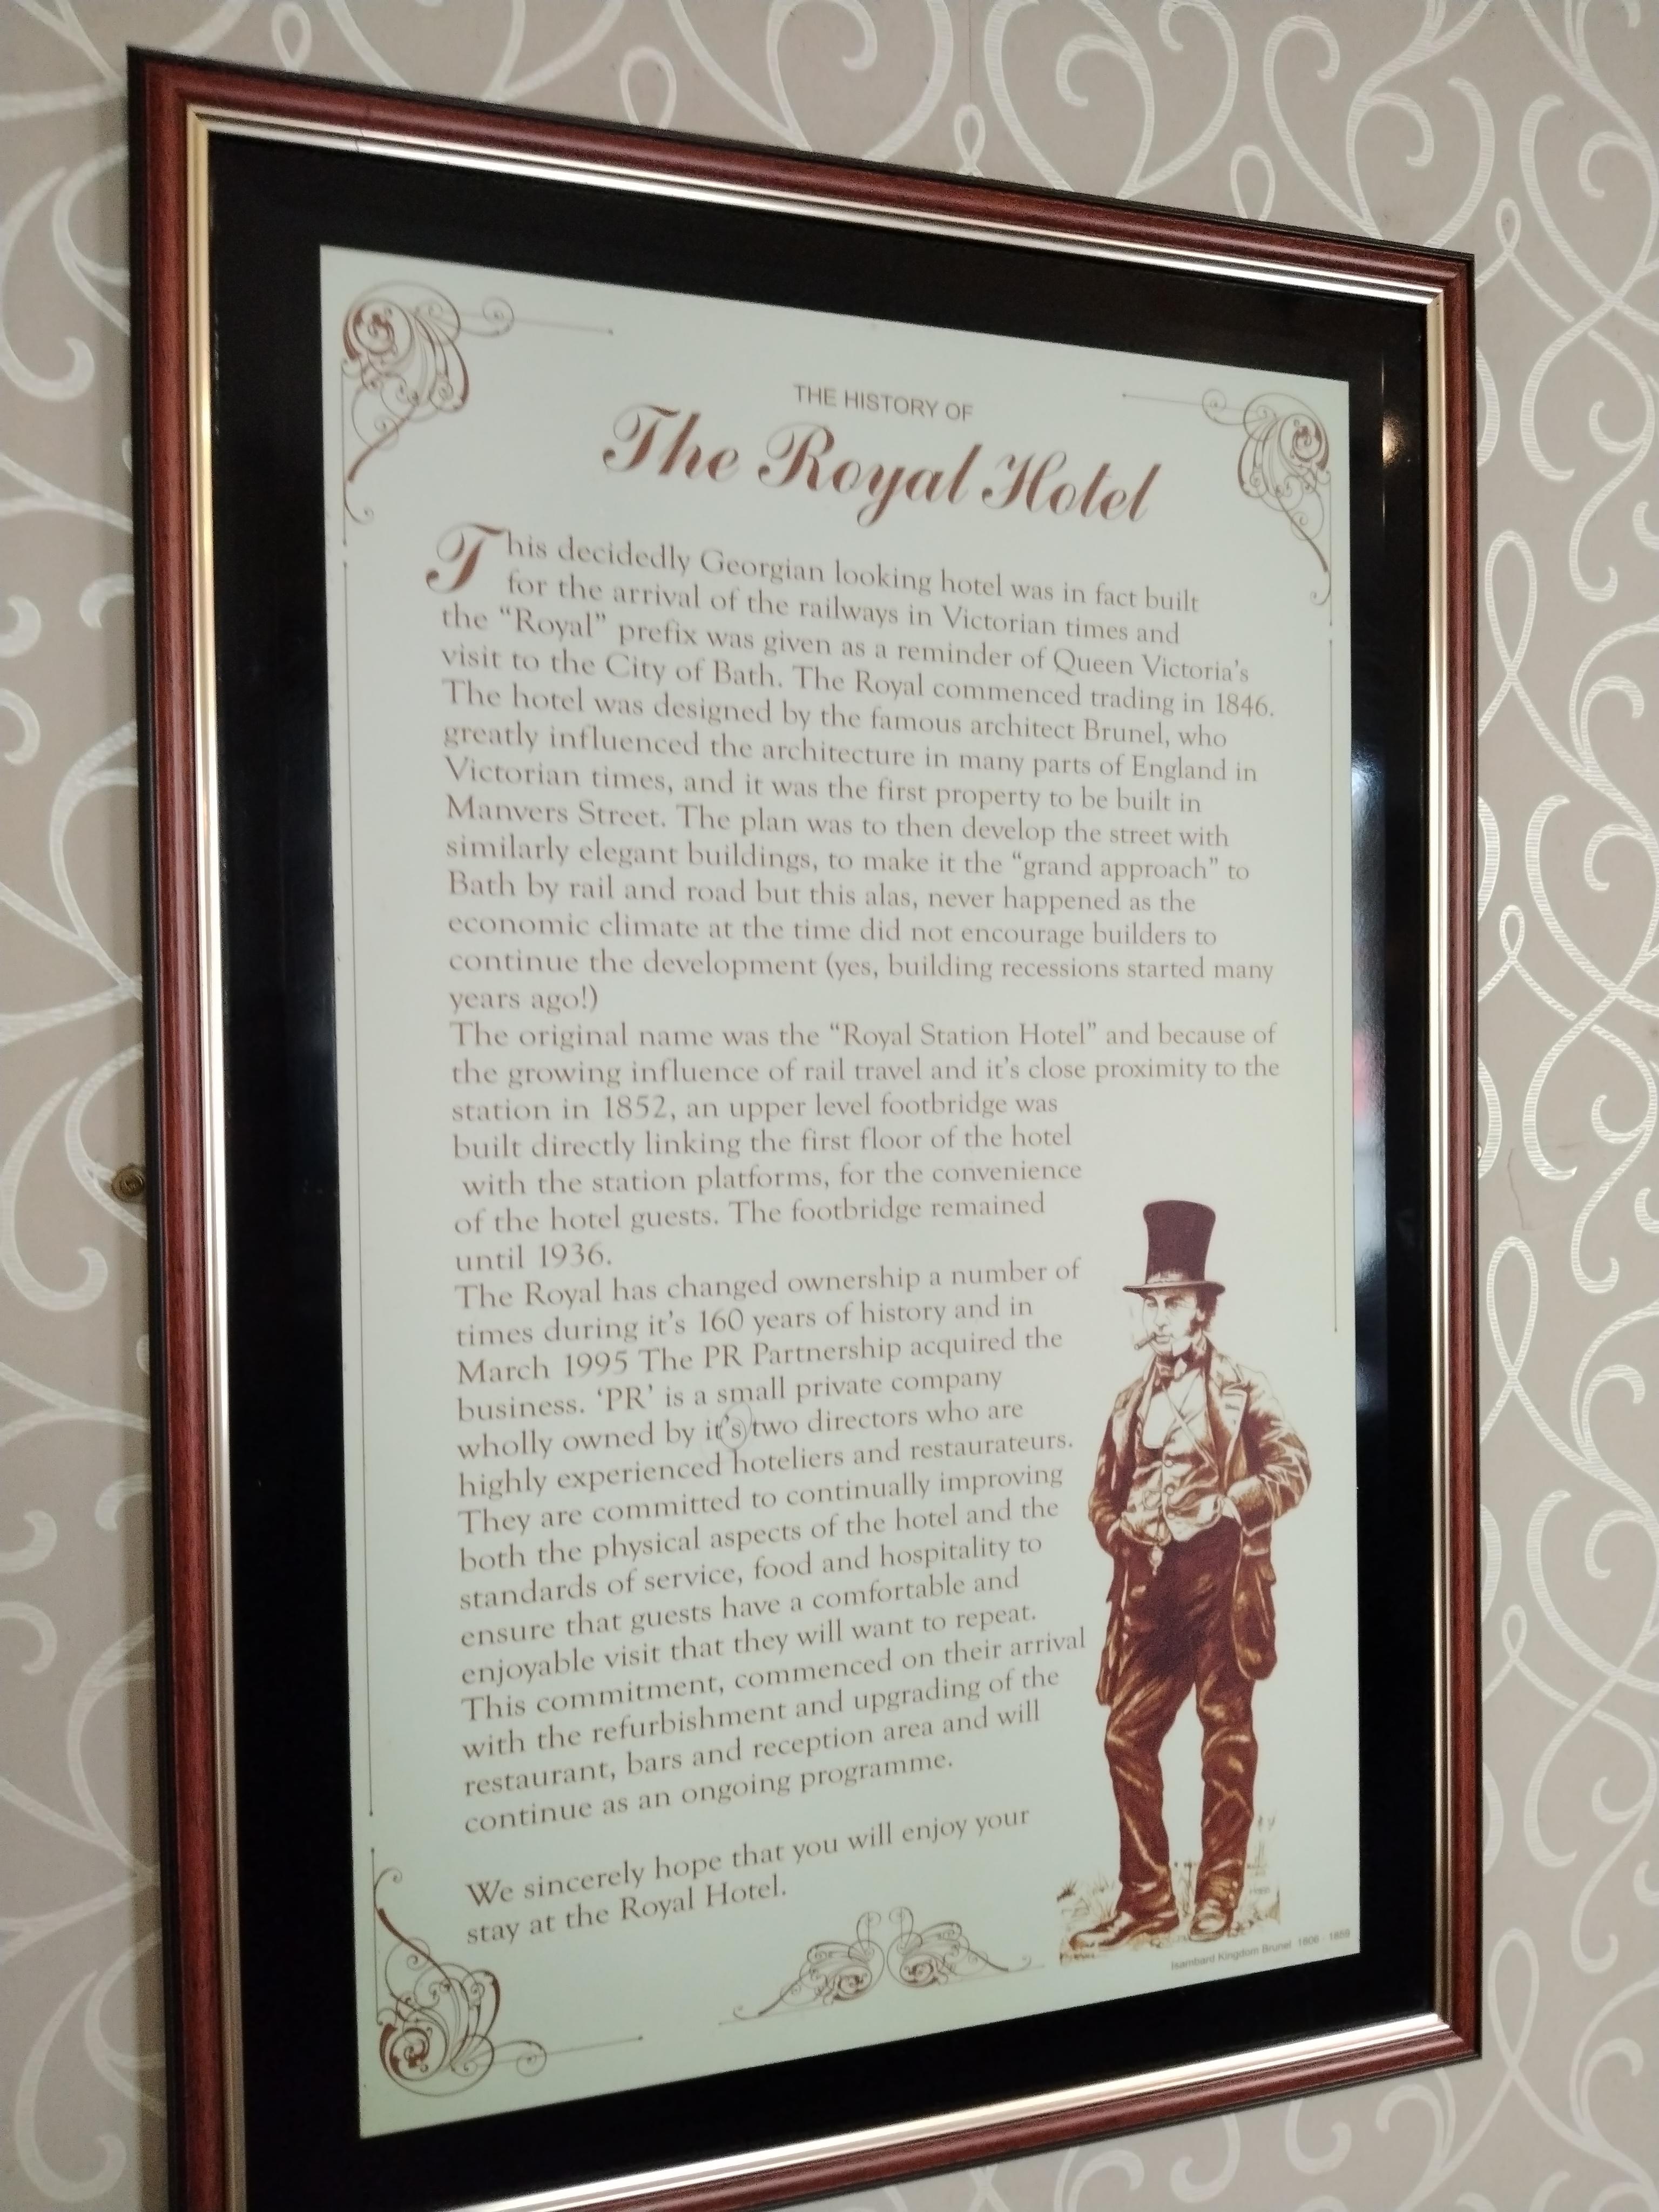 THE HISTORY OF
The Royal Hotel
This decidedly Georgian looking hotel was in fact built
for the arrival of the railways in Victorian times and
the “Royal” prefix was given as a reminder of Queen Victoria’s
visit to the City of Bath. The Royal commenced trading in 1846.
The hotel was designed by the famous architect Brunel, who
greatly influenced the architecture in many parts of England in
Victorian times, and it was the first property to be built in
Manvers Street. The plan was to then develop the street with
similarly elegant buildings, to make it the “grand approach” to
Bath by rail and road but this alas, never happened as the
economic climate at the time did not encourage builders to
continue the development (yes, building recessions started many
years ago!)
The original name was the “Royal Station Hotel” and because of
the growing influence of rail travel and it’s close proximity to the
station in 1852, an upper level footbridge was
built directly linking the first floor of the hotel
with the station platforms, for the convenience
of the hotel guests. The footbridge remained
until 1936.
The Royal has changed ownership a number of
times during it’s 160 years of history and in
March 1995 The PR Partnership acquired the
business. ‘PR’ is a small private company
wholly owned by it’s two directors who are
highly experienced hoteliers and restaurateurs.
They are committed to continually improving
both the physical aspects of the hotel and the
standards of service, food and hospitality to
ensure that guests have a comfortable and
enjoyable visit that they will want to repeat.
This commitment, commenced on their arrival
with the refurbishment and upgrading of the
restaurant, bars and reception area and will
continue as an ongoing programme.
We sincerely hope that you will enjoy your
stay at the Royal Hotel.
Isambard Kingdom Brunel 1806 - 1859